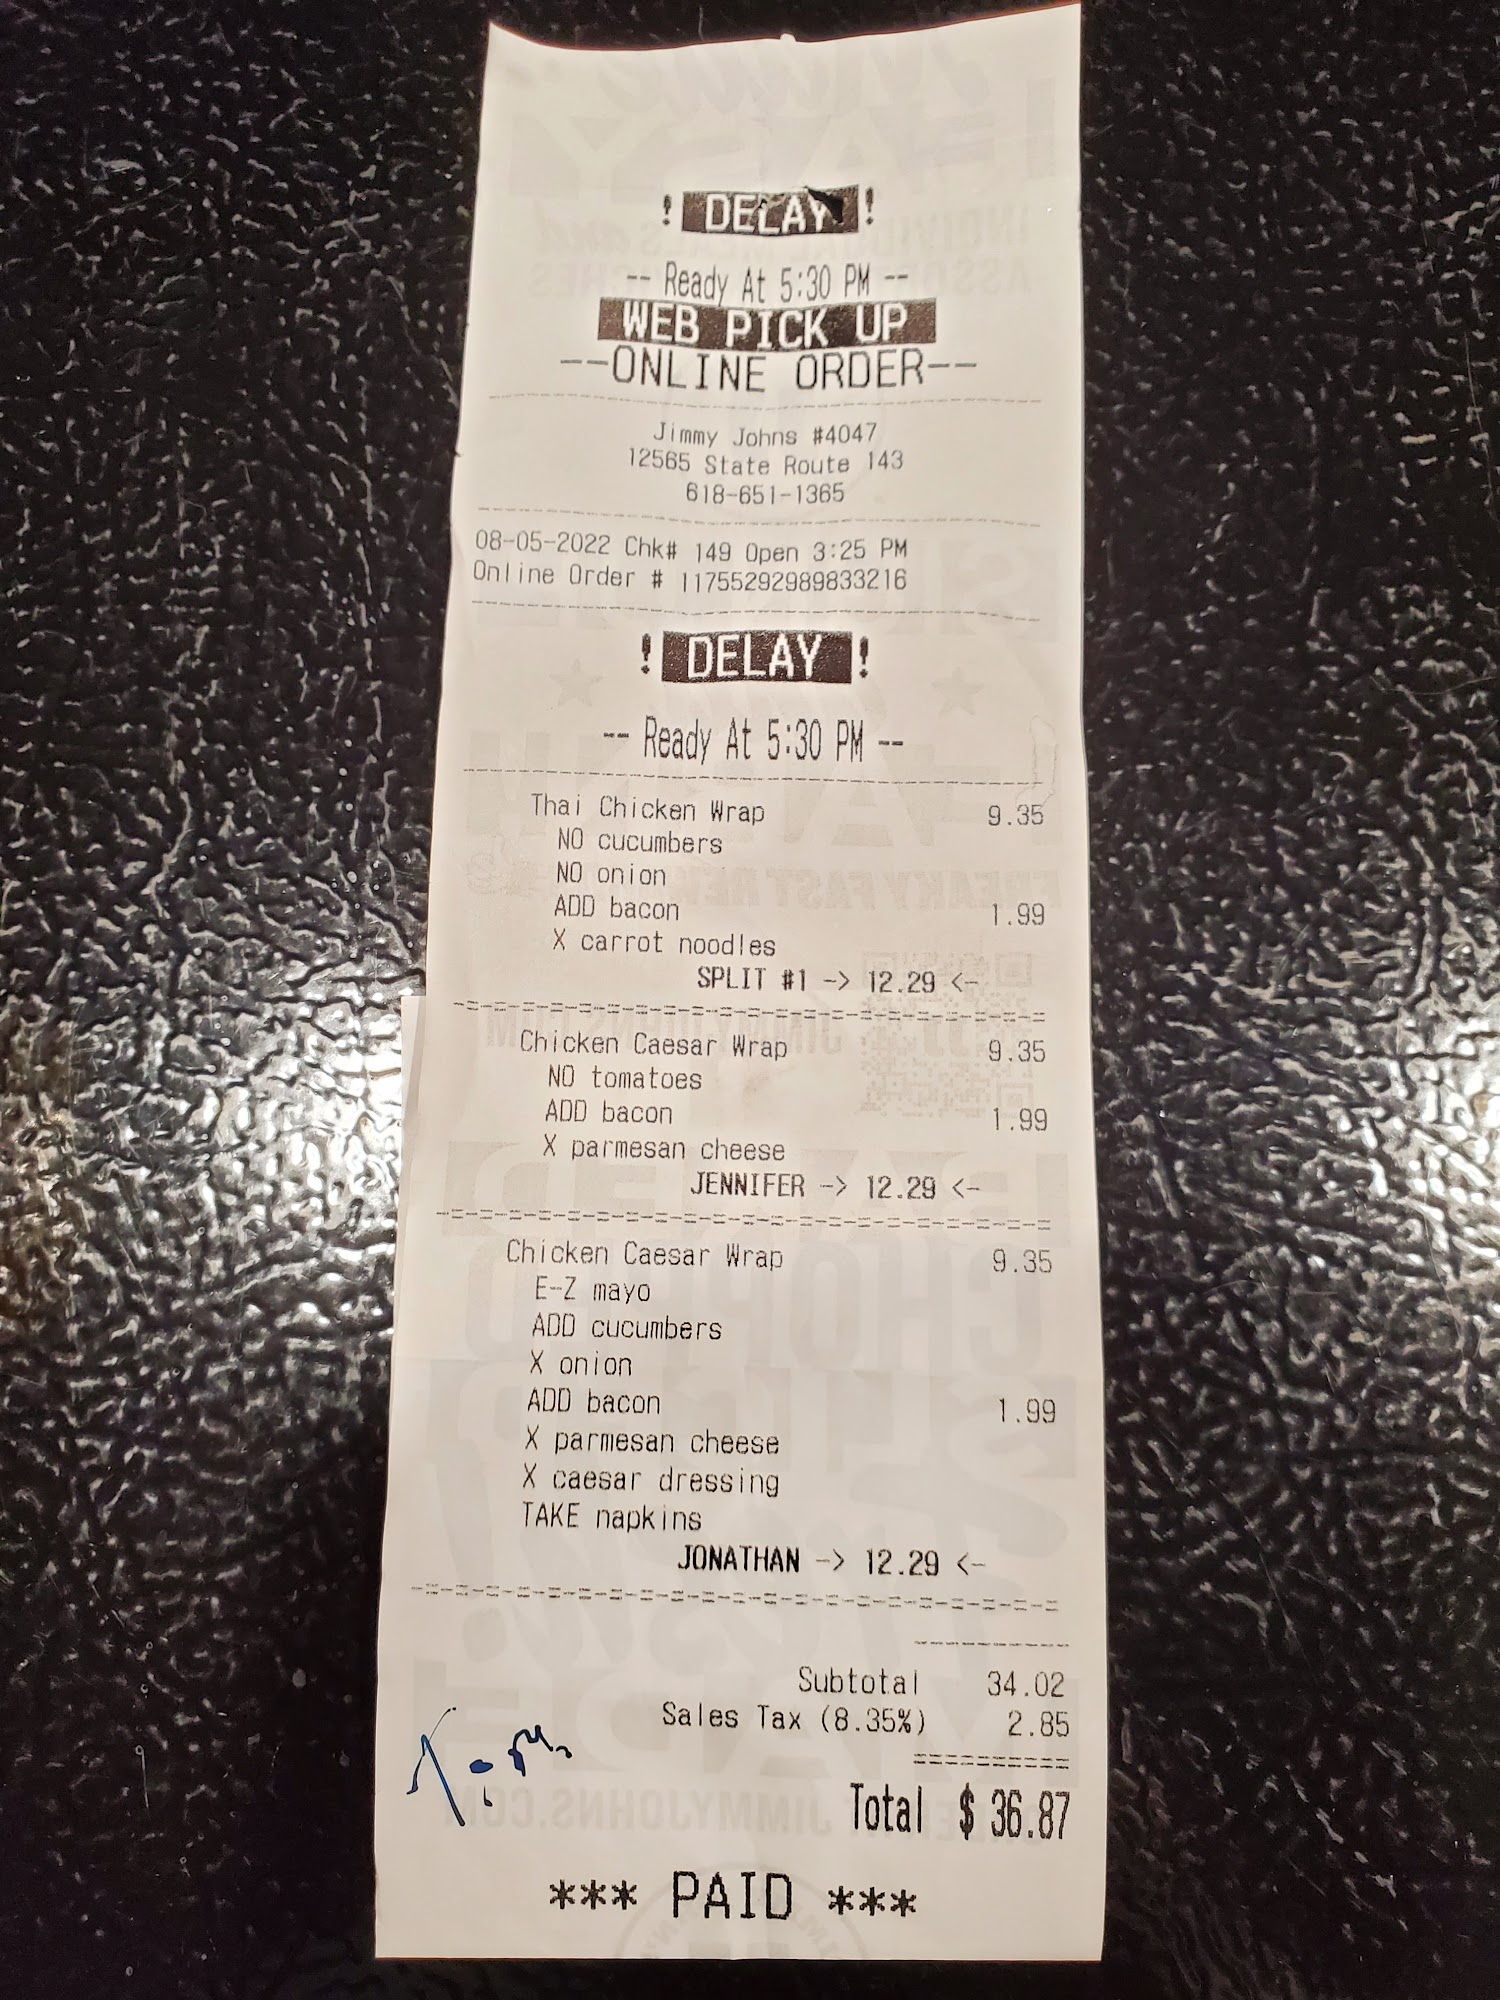 ! DELAY !
-- Ready At 5:30 PM --
WEB PICK UP
--ONLINE ORDER--
Jimmy Johns #4047
12565 State Route 143
618-651-1365
08-05-2022 Chk# 149 Open 3:25 PM
Online Order # 11755292989833216
! DELAY !
-- Ready At 5:30 PM --
Thai Chicken Wrap 9.35
NO cucumbers
NO onion
ADD bacon 1.99
X carrot noodles
SPLIT #1 -> 12.29 <-
Chicken Caesar Wrap 9.35
NO tomatoes
ADD bacon 1.99
X parmesan cheese
JENNIFER -> 12.29 <-
Chicken Caesar Wrap 9.35
E-Z mayo
ADD cucumbers
X onion
ADD bacon 1.99
X parmesan cheese
X caesar dressing
TAKE napkins
JONATHAN -> 12.29 <-
Subtotal 34.02
Sales Tax (8.35%) 2.85
Total $ 36.87
*** PAID ***